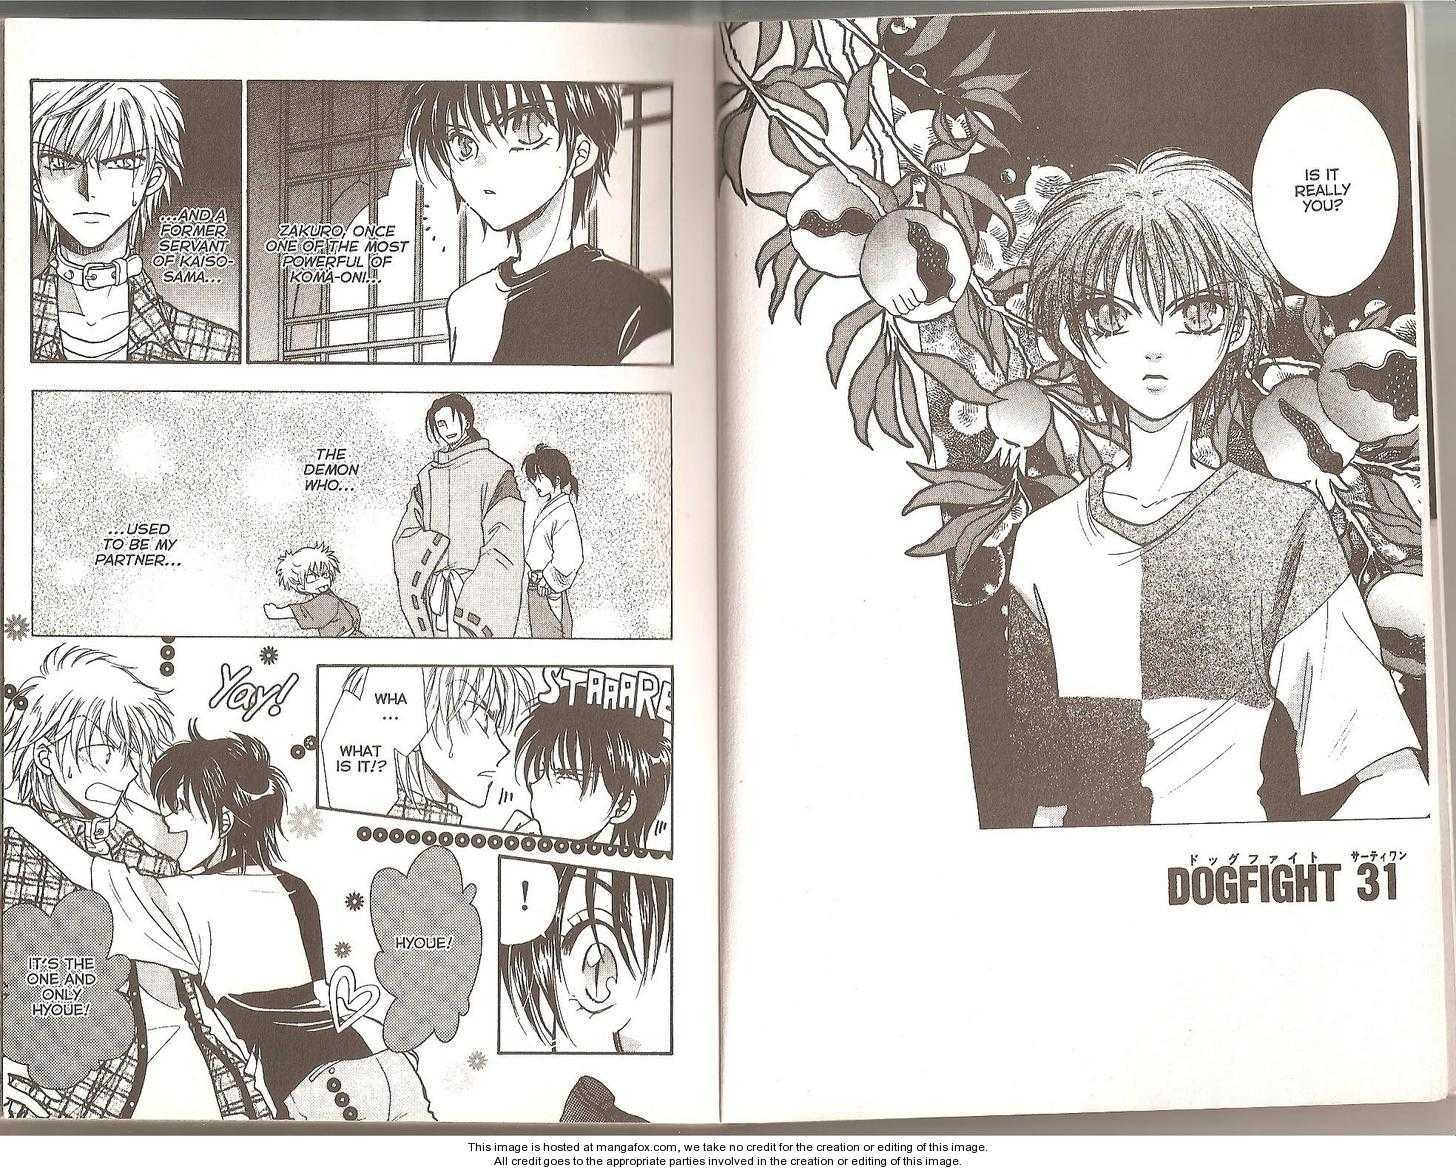 IS IT
REALLY
YOU?
ドッグファイト サーティワン
DOGFIGHT 31
ZAKURO, ONCE
ONE OF THE MOST
POWERFUL OF
KOMA-ONI...
...AND A
FORMER
SERVANT
OF KAISO-
SAMA...
THE
DEMON
WHO...
...USED
TO BE MY
PARTNER...
STAAARE
WHA
...
WHAT
IS IT!?
!
Yay!
HYOUE!
IT'S THE
ONE AND
ONLY
HYOUE!
This image is hosted at mangafox.com, we take no credit for the creation or editing of this image.
All credit goes to the appropriate parties involved in the creation or editing of this image.